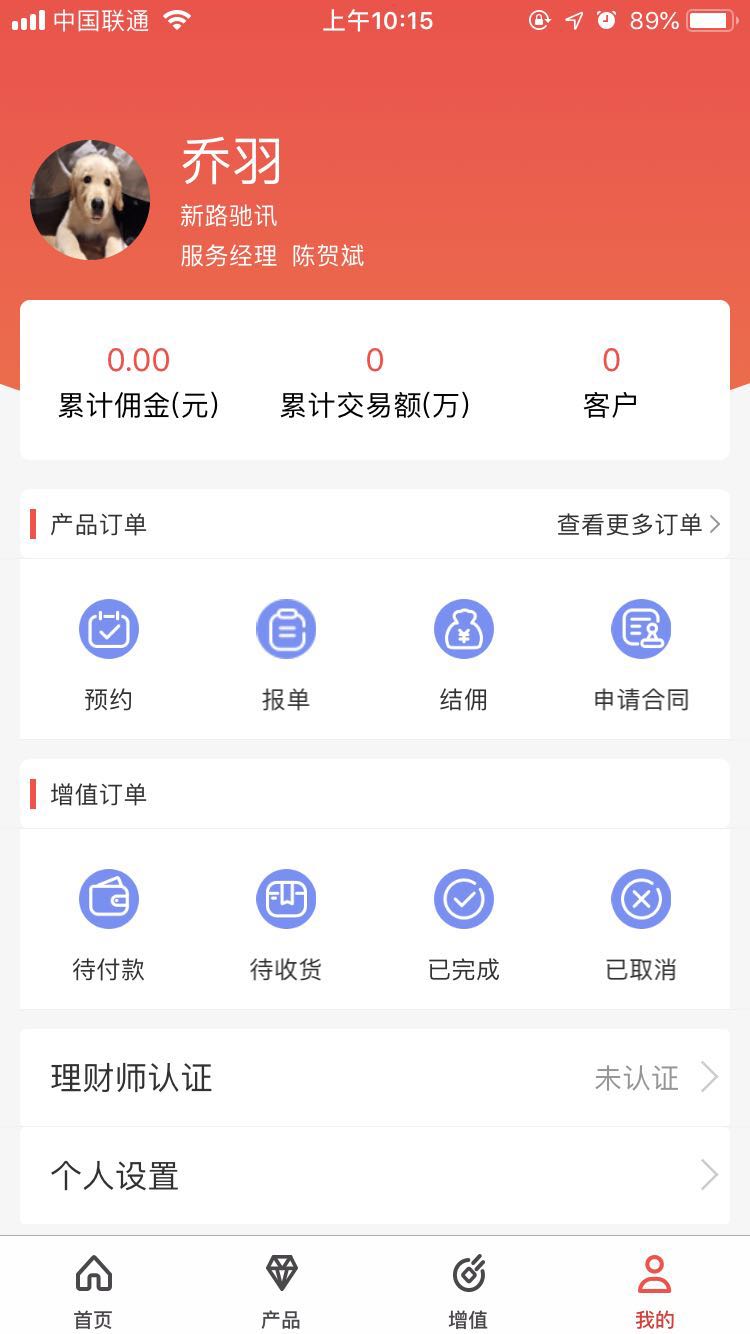 中国联通 上午10:15 89%
乔羽
新路驰讯
服务经理 陈贺斌
0.00 0 0
累计佣金(元) 累计交易额(万) 客户
产品订单 查看更多订单
预约 报单 结佣 申请合同
增值订单
待付款 待收货 已完成 已取消
理财师认证 未认证
个人设置
首页 产品 增值 我的